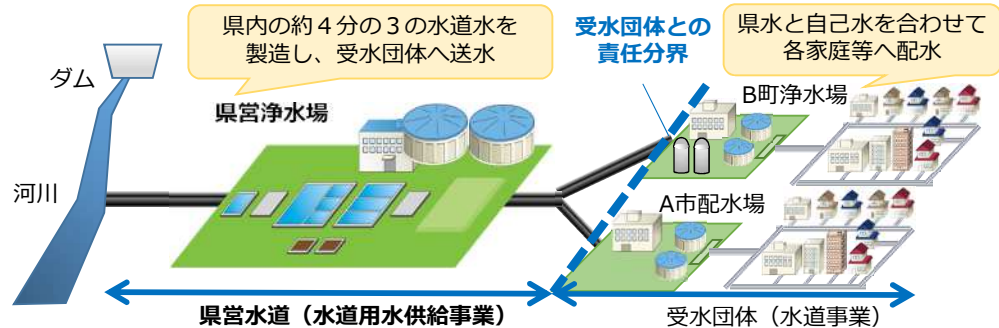 県内の約４分の３の水道水を
製造し、受水団体へ送水
受水団体との
責任分界
県水と自己水を合わせて
各家庭等へ配水
ダム
県営浄水場
B町浄水場
河川
A市配水場
県営水道（水道用水供給事業）
受水団体（水道事業）